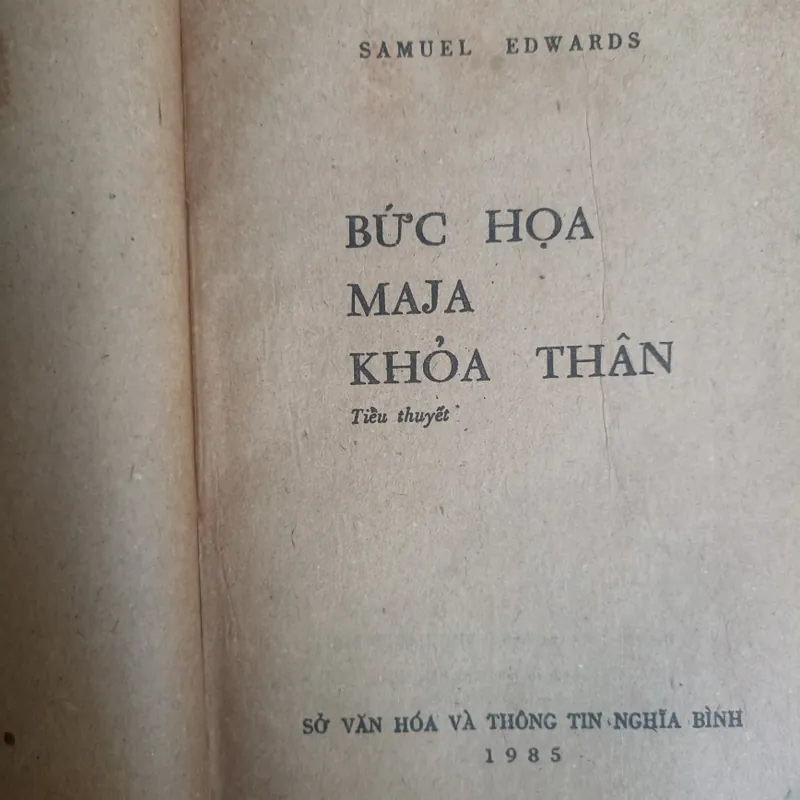 SAMUEL EDWARDS
BỨC HỌA
MAJA
KHỎA THÂN
Tiểu thuyết
SỞ VĂN HÓA VÀ THÔNG TIN NGHĨA BÌNH
1985